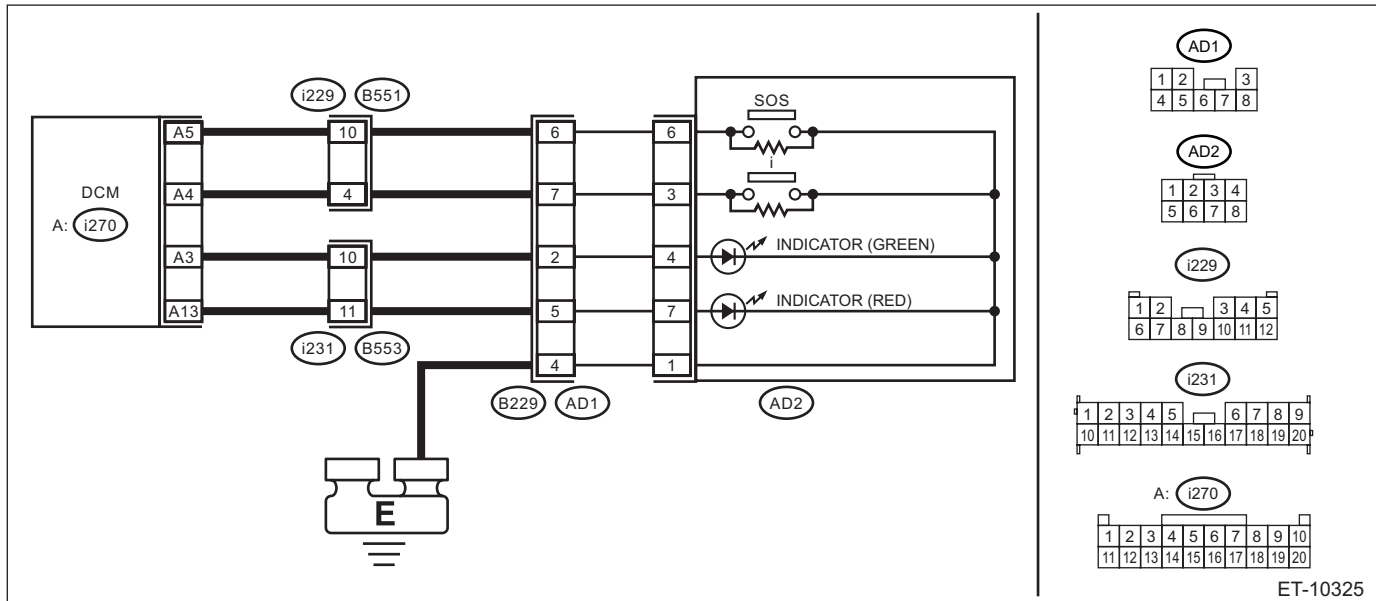 i229 B551
SOS
A5 10 6 6
i
DCM
A4 4 7 3
A: i270
A3 10 2 4 INDICATOR (GREEN)
A13 11 5 7 INDICATOR (RED)
i231 B553
4 1
B229 AD1 AD2
E
AD1
1 2 3
4 5 6 7 8
AD2
1 2 3 4
5 6 7 8
i229
1 2 3 4 5
6 7 8 9 10 11 12
i231
1 2 3 4 5 6 7 8 9
10 11 12 13 14 15 16 17 18 19 20
A: i270
1 2 3 4 5 6 7 8 9 10
11 12 13 14 15 16 17 18 19 20
ET-10325